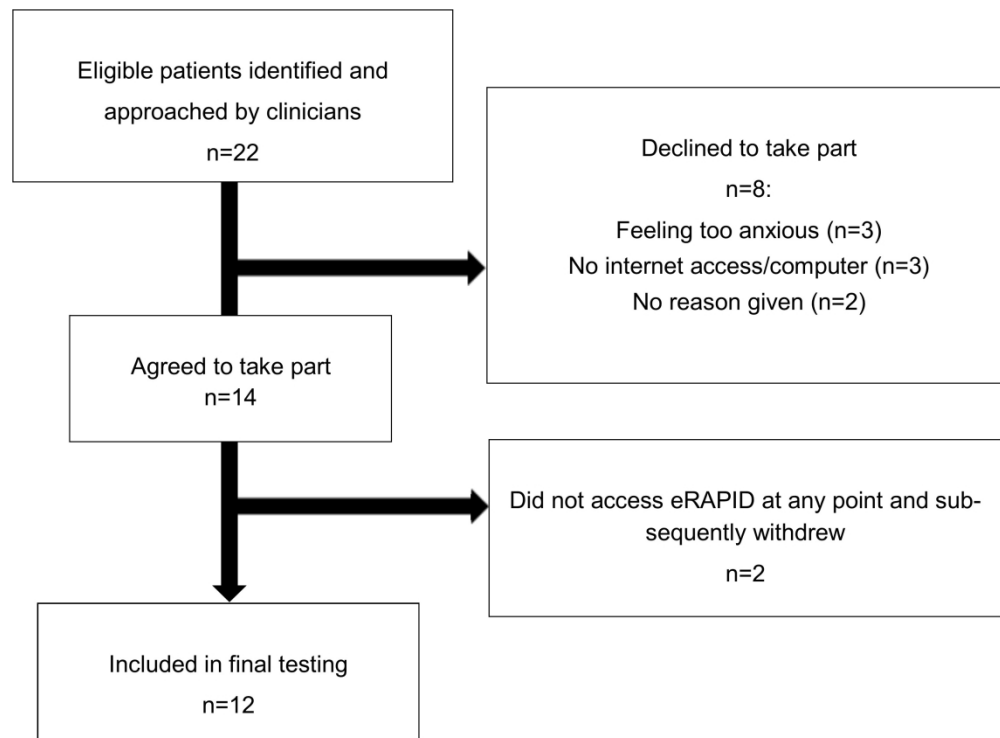 Eligible patients identified and
approached by clinicians
n=22
Declined to take part
n=8:
Feeling too anxious (n=3)
No internet access/computer (n=3)
No reason given (n=2)
Agreed to take part
n=14
Did not access eRAPID at any point and sub-
sequently withdrew
n=2
Included in final testing
n=12